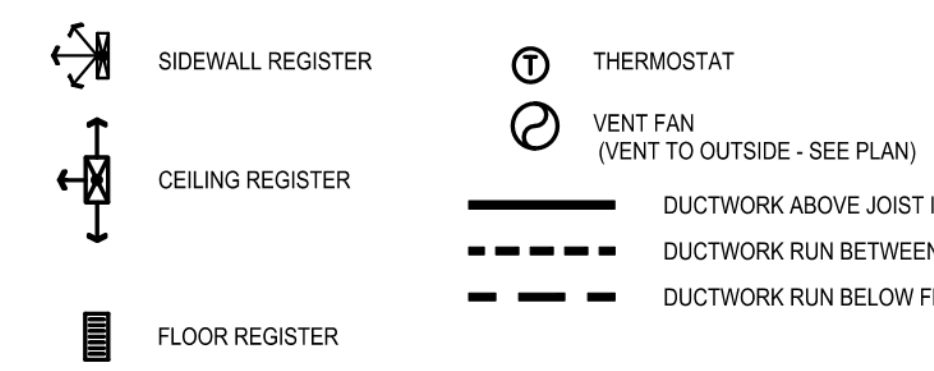 SIDEWALL REGISTER
CEILING REGISTER
FLOOR REGISTER
T
THERMOSTAT
VENT FAN
(VENT TO OUTSIDE - SEE PLAN)
DUCTWORK ABOVE JOIST
DUCTWORK RUN BETWEEN
DUCTWORK RUN BELOW